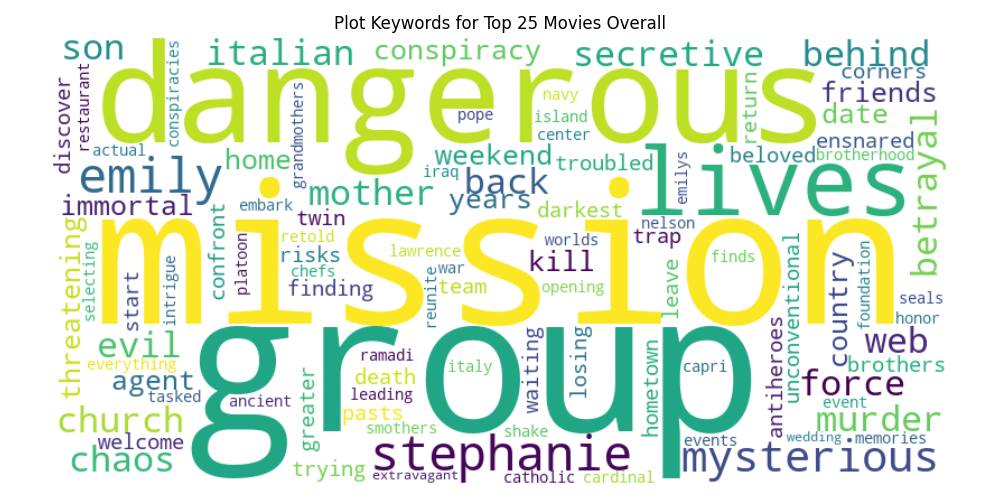 Plot Keywords for Top 25 Movies Overall
son
italian
conspiracy
secretive
behind
dangerous
corners
friends
date
discover
restaurant
conspiracies
grandmothers
navy
pope
island
center
return
ensnared
betrayal
actual
emily
home
weekend
troubled
beloved
brotherhood
iraq
back
years
mother
lives
emilys
immortal
embark
twin
darkest
nelson
trap
mission
confront
platoon
retold
risks
chefs
finding
lawrence
war
team
reunite
worlds
kill
opening
finds
leave
unconventional
country
foundation
seals
honor
threatening
selecting
start
intrigue
evil
everything
agent
tasked
ancient
group
ramadi
death
leading
pasts
smothers
italy
shake
waiting
losing
hometown
capri
antiheroes
web
brothers
force
event
murder
church
welcome
chaos
greater
trying
stephanie
extravagant
catholic
cardinal
events
wedding
memories
mysterious